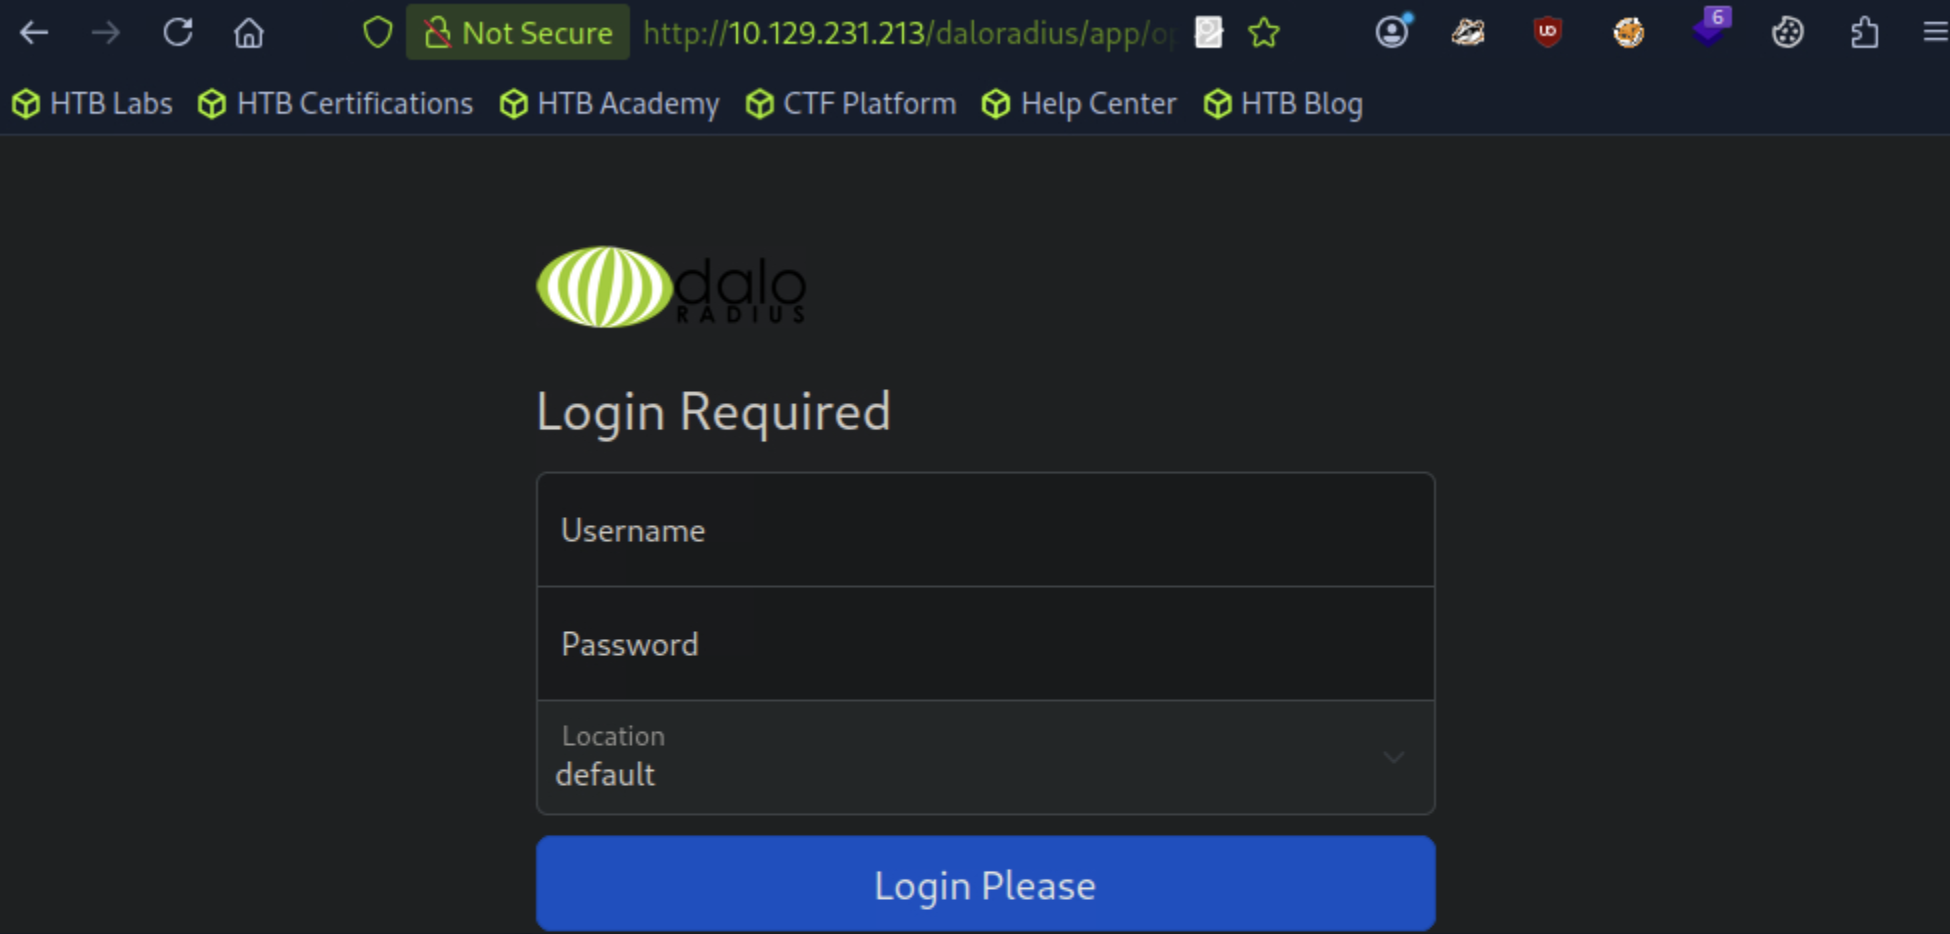 Not Secure http://10.129.231.213/daloradius/app/op
6
HTB Labs HTB Certifications HTB Academy CTF Platform Help Center HTB Blog
dalo
RADIUS
Login Required
Username
Password
Location
default
Login Please